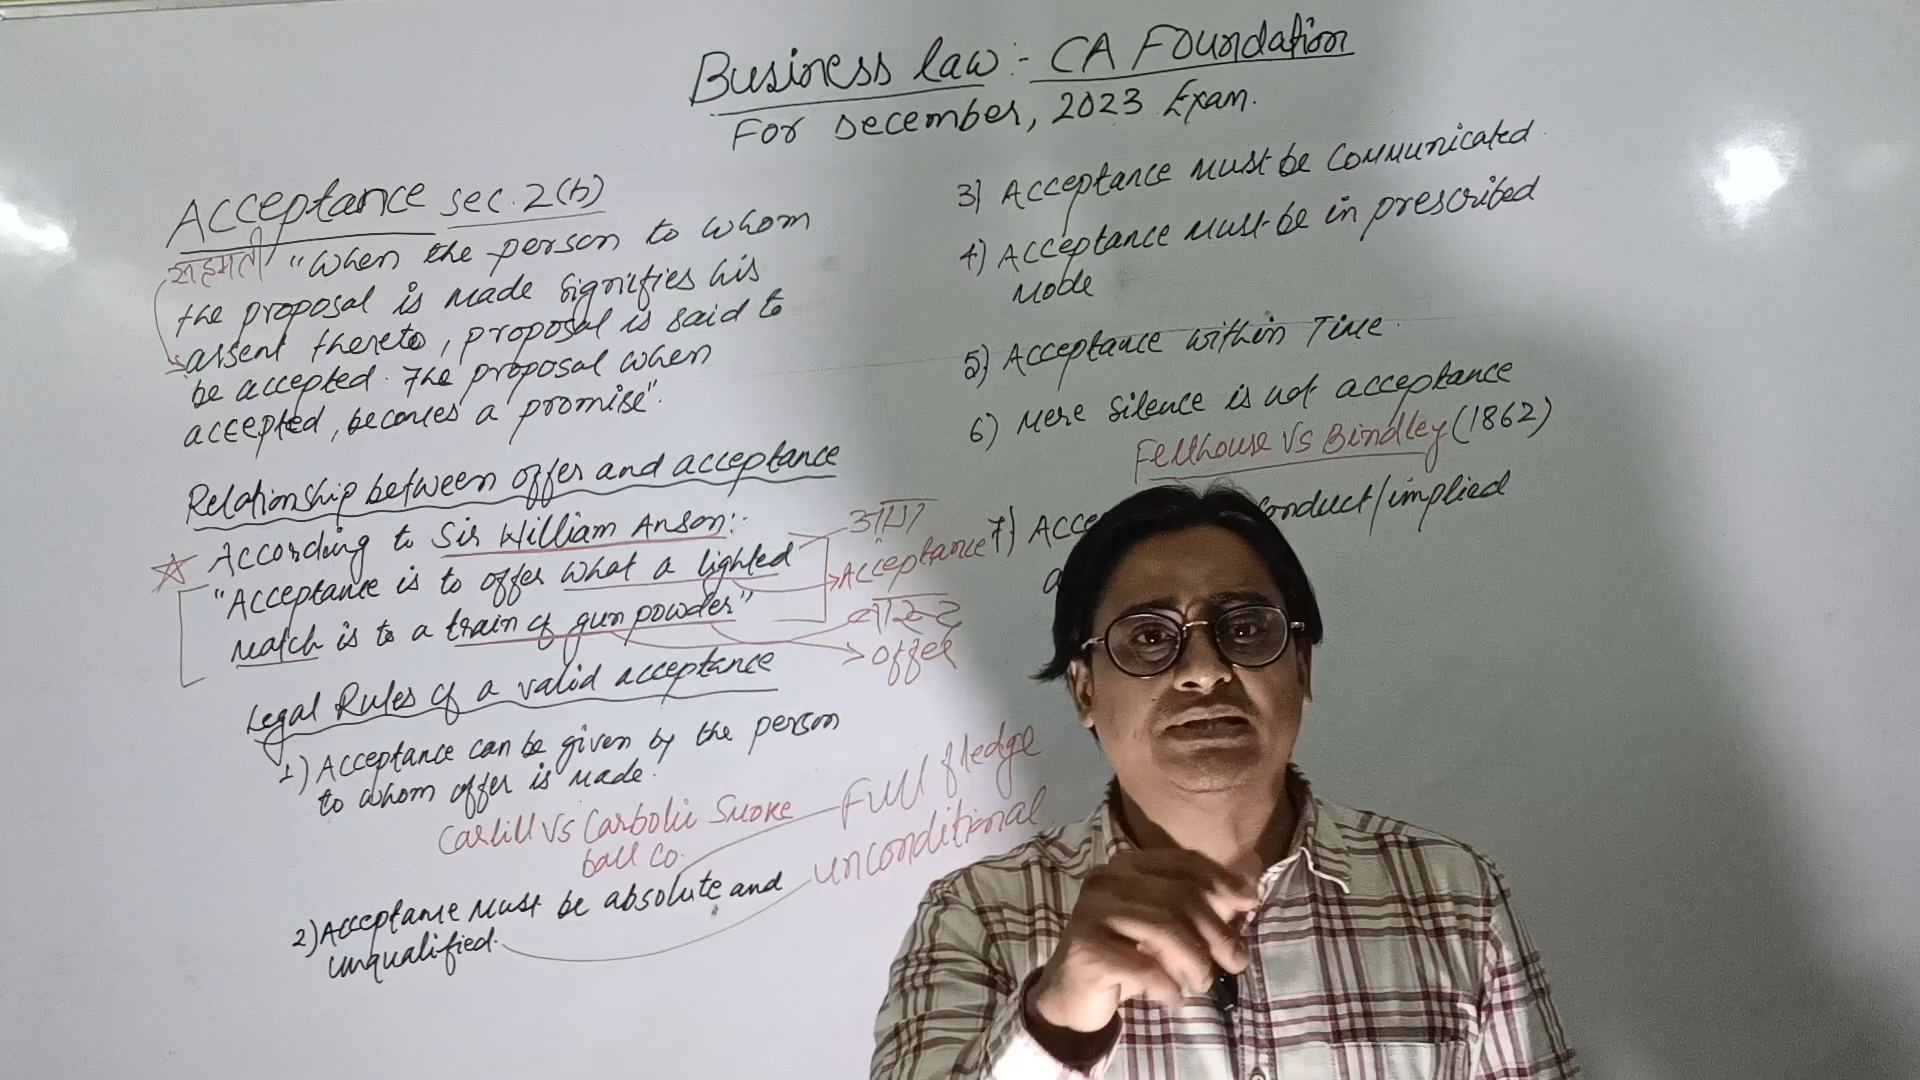 Business law :- CA Foundation
For December, 2023 Exam.
Acceptance sec. 2(b)
सहमती
"When the person to whom
the proposal is made signifies his
assent thereto, proposal is said to
be accepted. The proposal when
accepted, becomes a promise".
Relationship between offer and acceptance
According to Sir William Anson:-
"Acceptance is to offer what a lighted
match is to a train of gun powder"
आग
Acceptance
बारूद
offer
Legal Rules of a valid acceptance
1) Acceptance can be given by the person
to whom offer is made.
Carlill VS Carbolic Smoke
ball Co.
2) Acceptance must be absolute and
unqualified.
Full fledge
unconditional
3) Acceptance must be communicated.
4) Acceptance must be in prescribed
mode
5) Acceptance within Time.
6) Mere silence is not acceptance
Felthouse VS Bindley (1862)
7) Acce conduct/implied